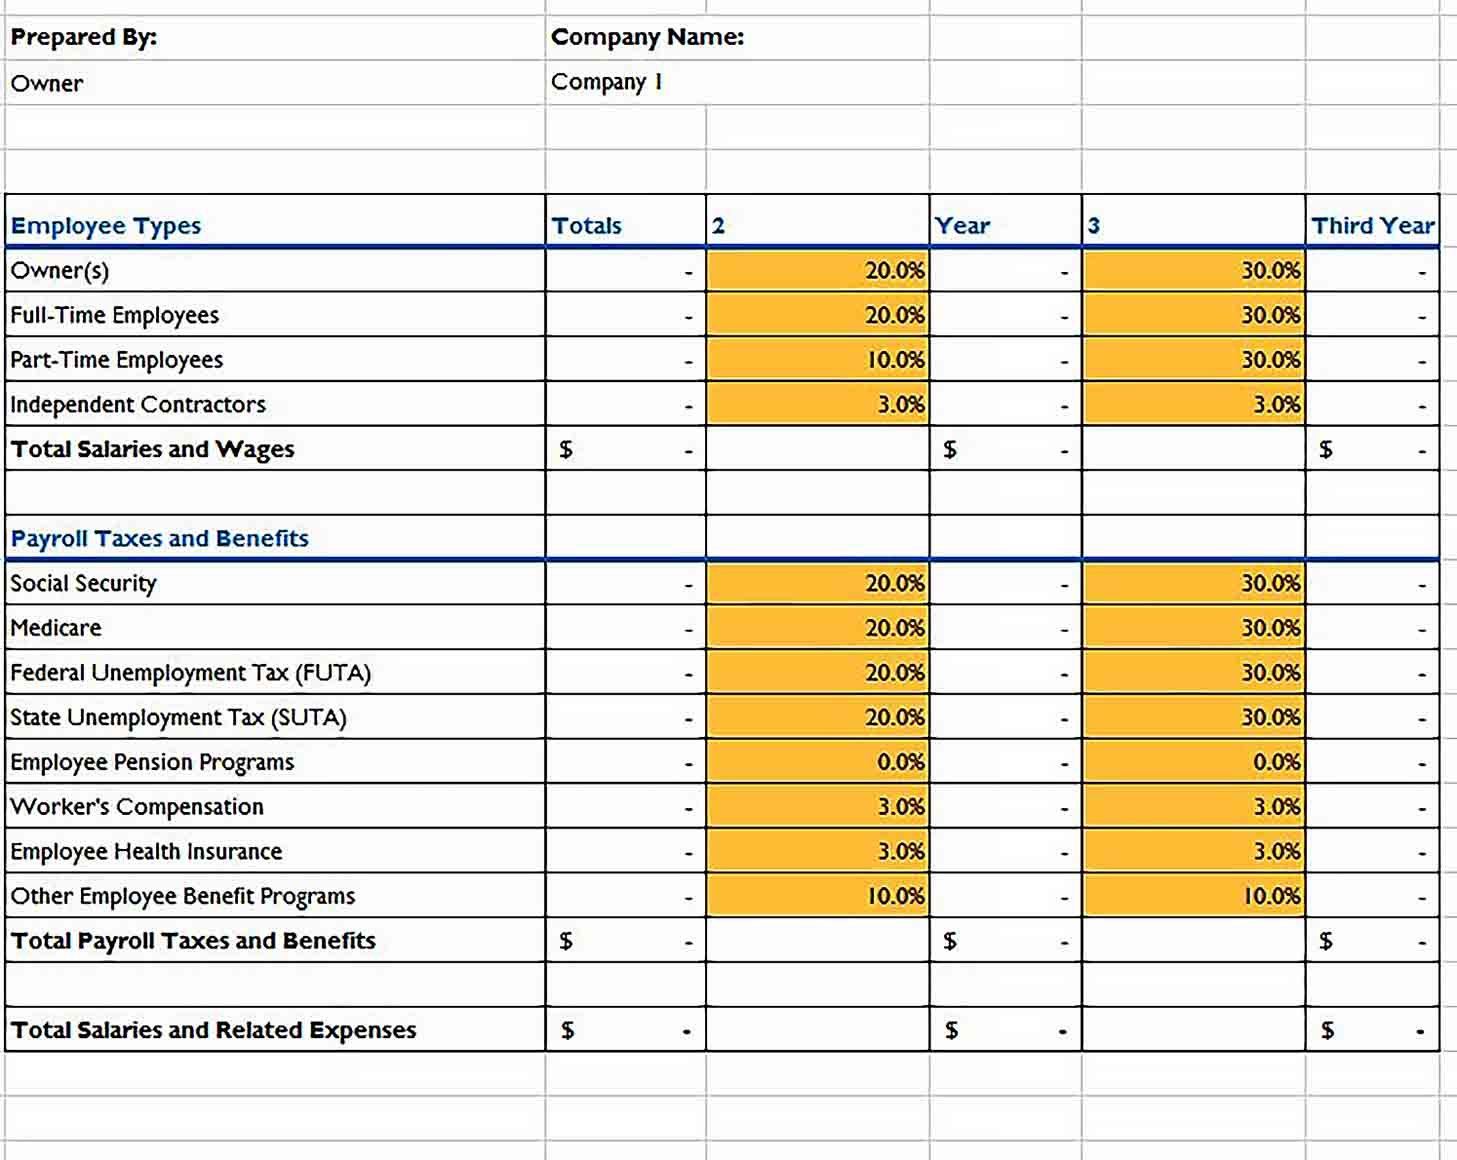 Prepared By: Company Name:
Owner Company 1
Employee Types Totals 2 Year 3 Third Year
Owner(s) - 20.0% - 30.0% -
Full-Time Employees - 20.0% - 30.0% -
Part-Time Employees - 10.0% - 30.0% -
Independent Contractors - 3.0% - 3.0% -
Total Salaries and Wages $ - $ - $ -
Payroll Taxes and Benefits
Social Security - 20.0% - 30.0% -
Medicare - 20.0% - 30.0% -
Federal Unemployment Tax (FUTA) - 20.0% - 30.0% -
State Unemployment Tax (SUTA) - 20.0% - 30.0% -
Employee Pension Programs - 0.0% - 0.0% -
Worker's Compensation - 3.0% - 3.0% -
Employee Health Insurance - 3.0% - 3.0% -
Other Employee Benefit Programs - 10.0% - 10.0% -
Total Payroll Taxes and Benefits $ - $ - $ -
Total Salaries and Related Expenses $ - $ - $ -